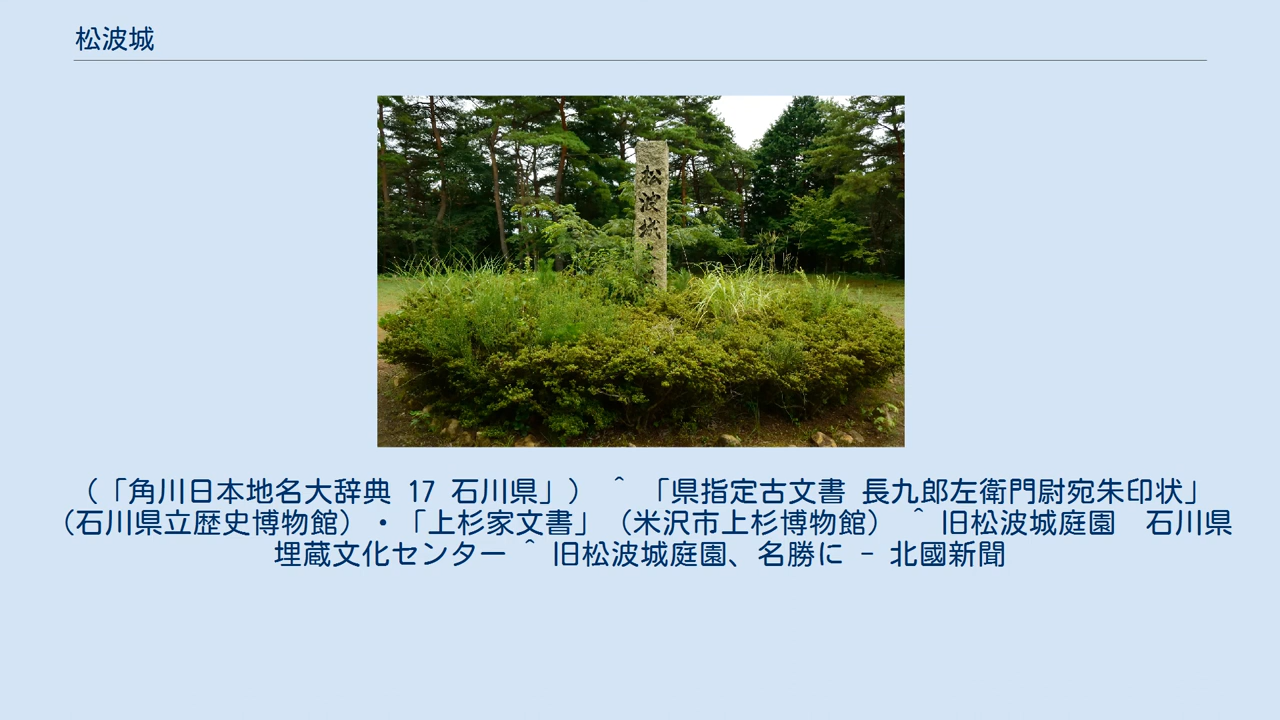 松波城
松波城
（「角川日本地名大辞典 17 石川県」） ^ 「県指定古文書 長九郎左衛門尉宛朱印状」
（石川県立歴史博物館）・「上杉家文書」（米沢市上杉博物館） ^ 旧松波城庭園　石川県
埋蔵文化センター ^ 旧松波城庭園、名勝に - 北國新聞